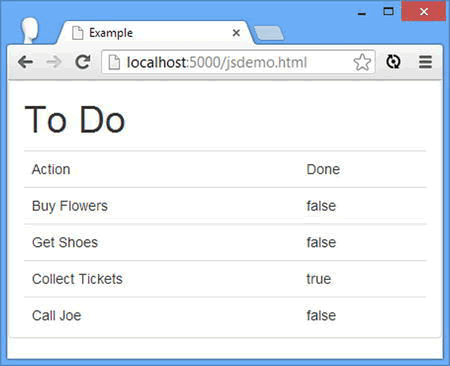 Example
localhost:5000/jsdemo.html
To Do
Action Done
Buy Flowers false
Get Shoes false
Collect Tickets true
Call Joe false